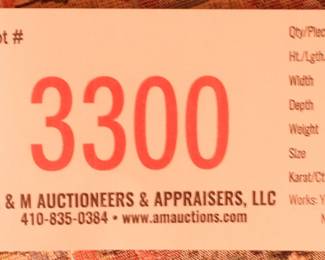 ot #
3300
& M AUCTIONEERS & APPRAISERS, LLC
410-835-0384 • www.amauctions.com
Qty/Piec
Ht./Lgth.
Width
Depth
Weight
Size
Karat/Ct
Works: Y
N